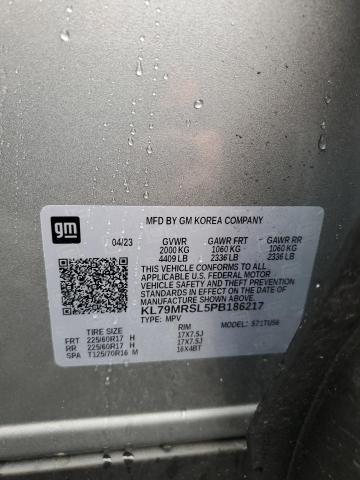 gm
MFD BY GM KOREA COMPANY
04/23 GVWR GAWR FRT GAWR RR
2000 KG 1060 KG 1060 KG
4409 LB 2336 LB 2336 LB
THIS VEHICLE CONFORMS TO ALL APPLICABLE
U.S. FEDERAL MOTOR
VEHICLE SAFETY AND THEFT PREVENTION
STANDARDS IN EFFECT ON THE DATE OF
MANUFACTURE SHOWN ABOVE.
KL79MRSL5PB186217
TYPE: MPV MODEL: 571TU56
TIRE SIZE RIM
FRT 225/60R17 H 17X7.5J
RR 225/60R17 H 17X7.5J
SPA T125/70R16 M 16X4BT